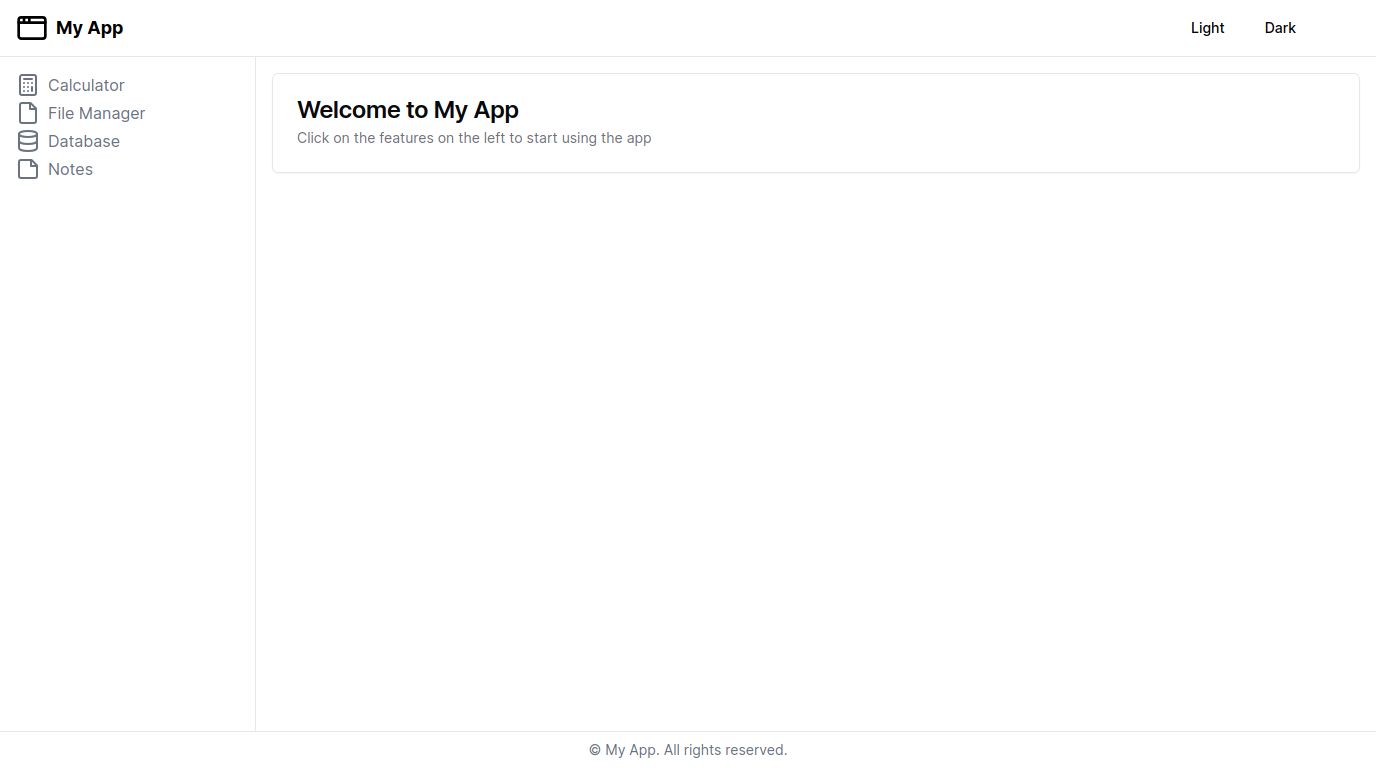 My App
Light
Dark
Calculator
File Manager
Database
Notes
Welcome to My App
Click on the features on the left to start using the app
© My App. All rights reserved.